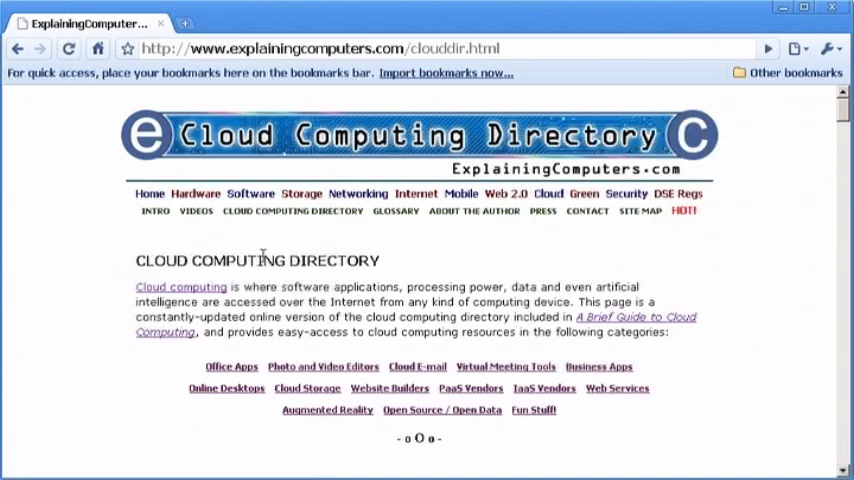 ExplainingComputer...
http://www.explainingcomputers.com/clouddir.html
For quick access, place your bookmarks here on the bookmarks bar. Import bookmarks now... Other bookmarks
e Cloud Computing Directory C
ExplainingComputers.com
Home Hardware Software Storage Networking Internet Mobile Web 2.0 Cloud Green Security DSE Regs
INTRO VIDEOS CLOUD COMPUTING DIRECTORY GLOSSARY ABOUT THE AUTHOR PRESS CONTACT SITE MAP HOT!
CLOUD COMPUTING DIRECTORY
Cloud computing is where software applications, processing power, data and even artificial
intelligence are accessed over the Internet from any kind of computing device. This page is a
constantly-updated online version of the cloud computing directory included in A Brief Guide to Cloud
Computing, and provides easy-access to cloud computing resources in the following categories:
Office Apps Photo and Video Editors Cloud E-mail Virtual Meeting Tools Business Apps
Online Desktops Cloud Storage Website Builders PaaS Vendors IaaS Vendors Web Services
Augmented Reality Open Source / Open Data Fun Stuff!
- o O o -